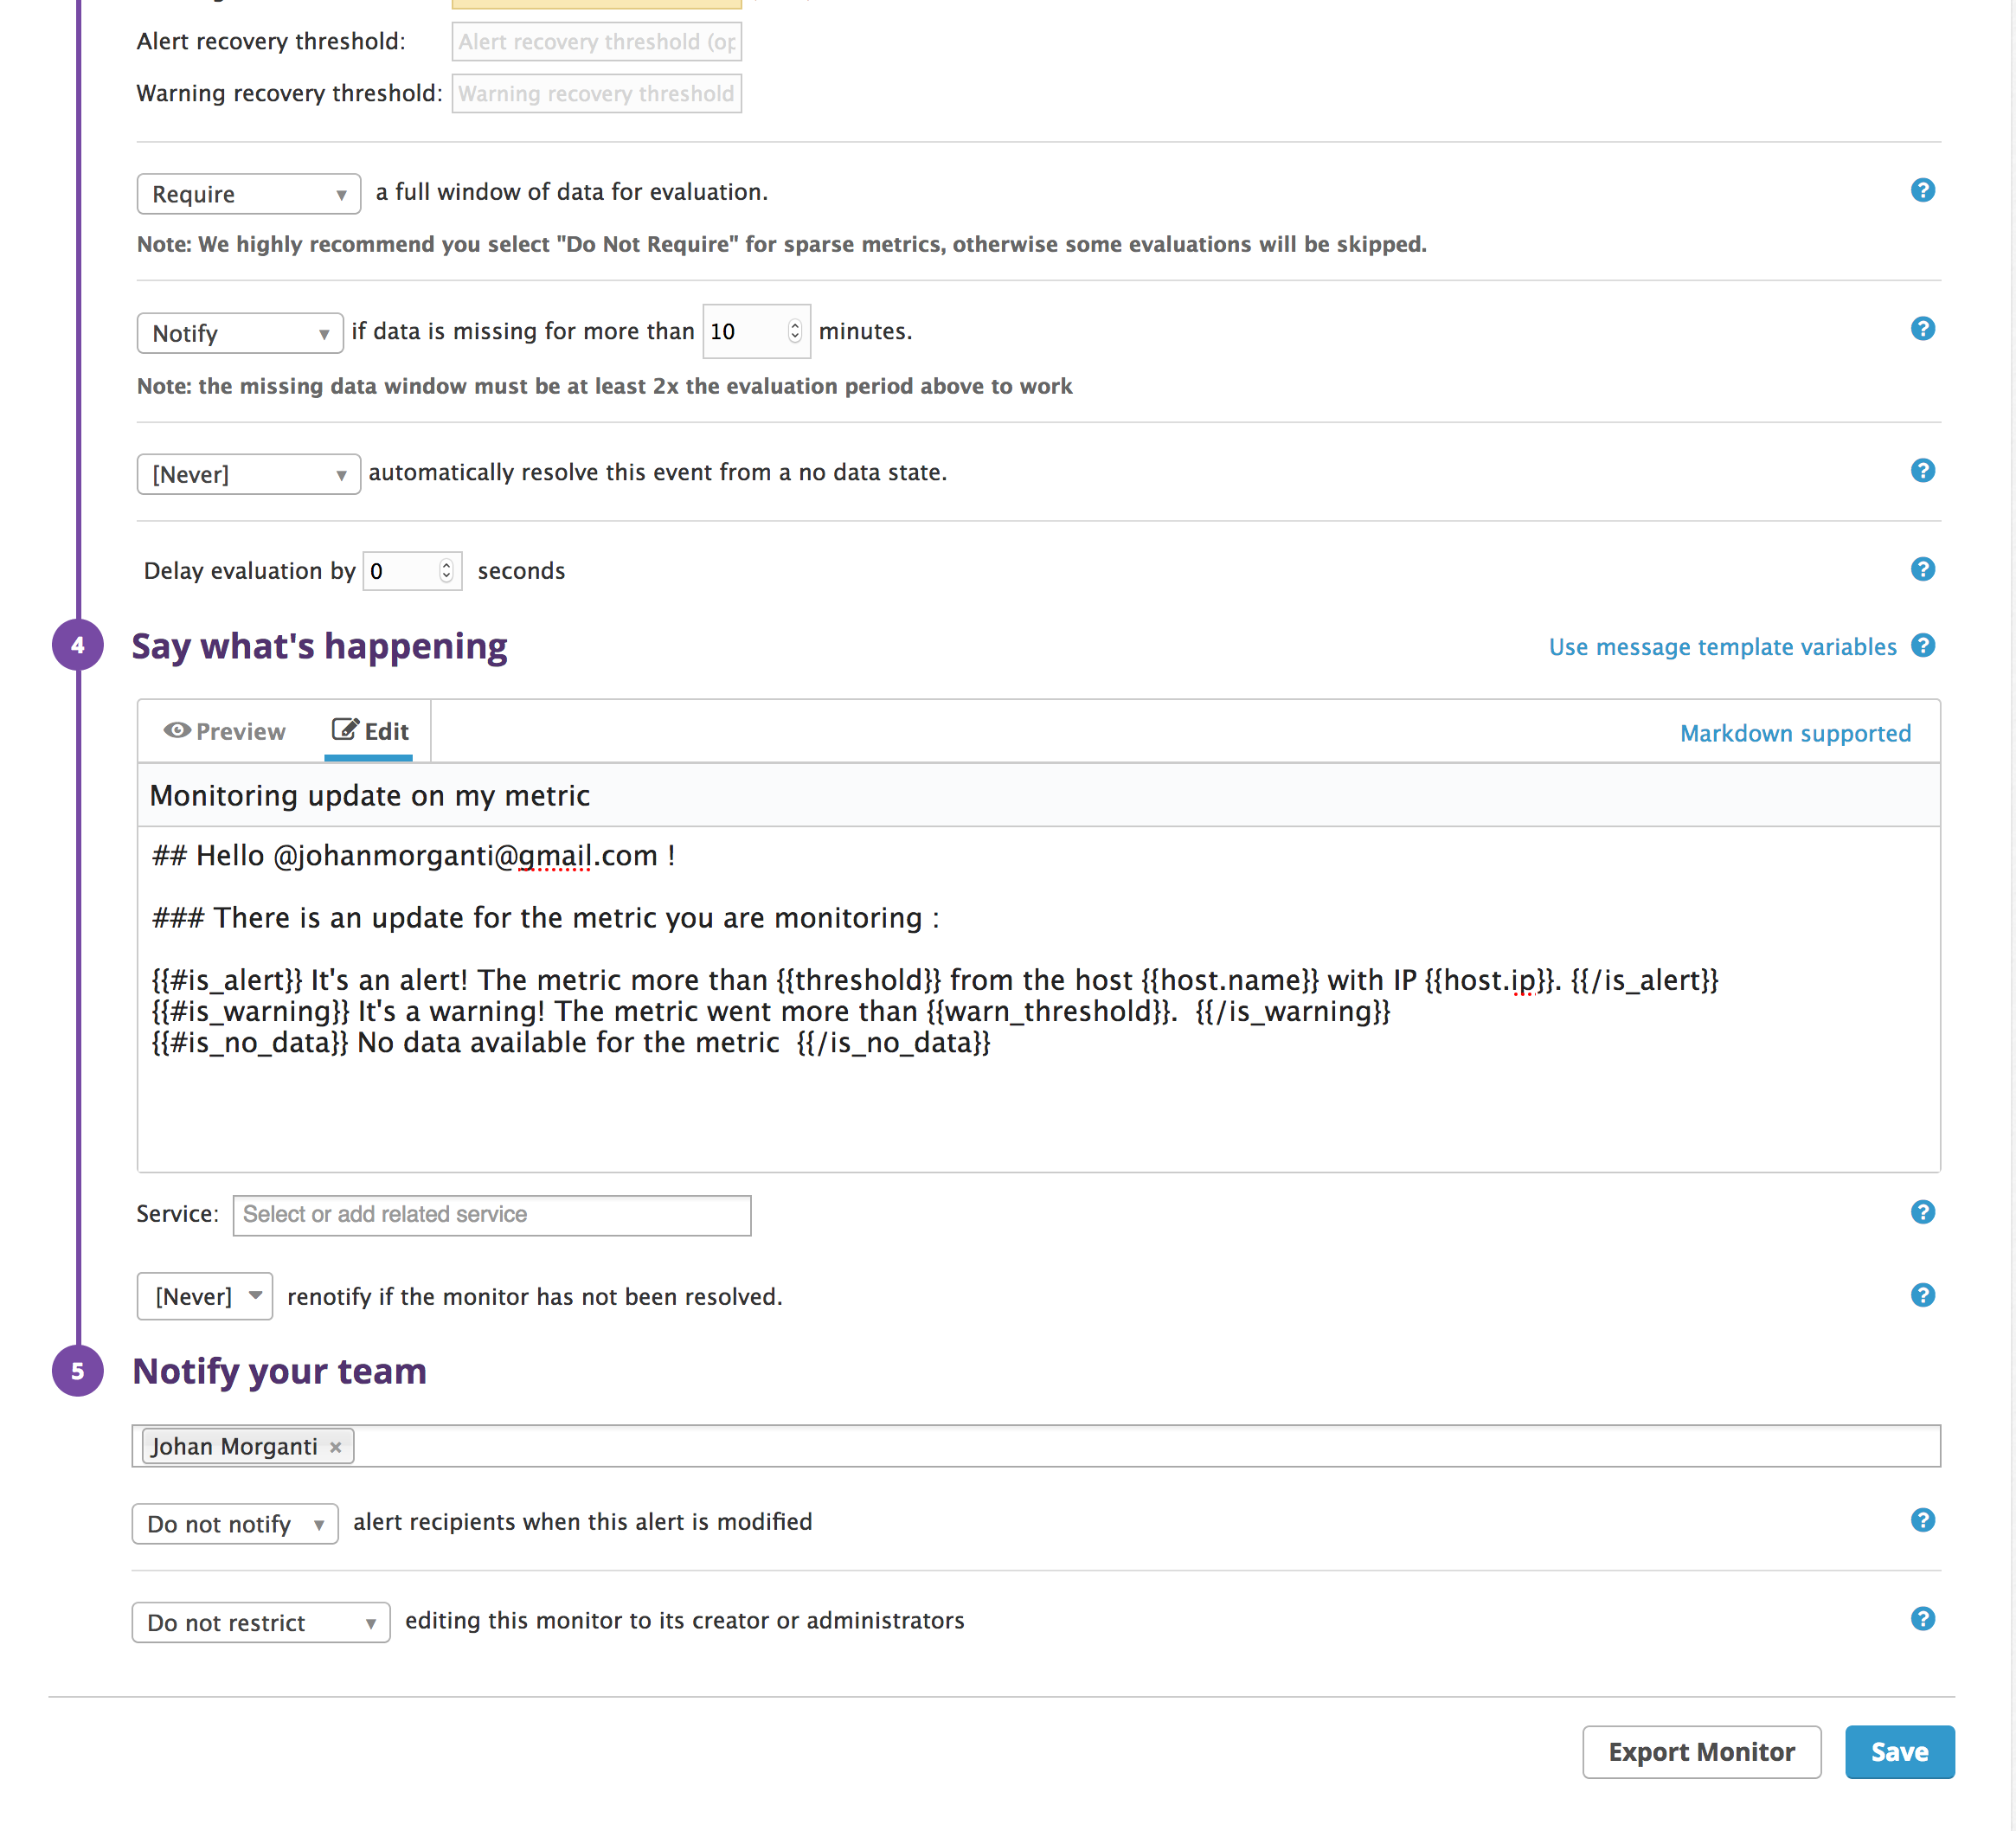 Alert recovery threshold: Alert recovery threshold (op
Warning recovery threshold: Warning recovery threshold
Require a full window of data for evaluation.
Note: We highly recommend you select "Do Not Require" for sparse metrics, otherwise some evaluations will be skipped.
Notify if data is missing for more than 10 minutes.
Note: the missing data window must be at least 2x the evaluation period above to work
[Never] automatically resolve this event from a no data state.
Delay evaluation by 0 seconds
4 Say what's happening Use message template variables
Preview Edit Markdown supported
Monitoring update on my metric
## Hello @johanmorganti@gmail.com !
### There is an update for the metric you are monitoring :
{{#is_alert}} It's an alert! The metric more than {{threshold}} from the host {{host.name}} with IP {{host.ip}}. {{/is_alert}}
{{#is_warning}} It's a warning! The metric went more than {{warn_threshold}}.  {{/is_warning}}
{{#is_no_data}} No data available for the metric  {{/is_no_data}}
Service: Select or add related service
[Never] renotify if the monitor has not been resolved.
5 Notify your team
Johan Morganti ×
Do not notify alert recipients when this alert is modified
Do not restrict editing this monitor to its creator or administrators
Export Monitor Save